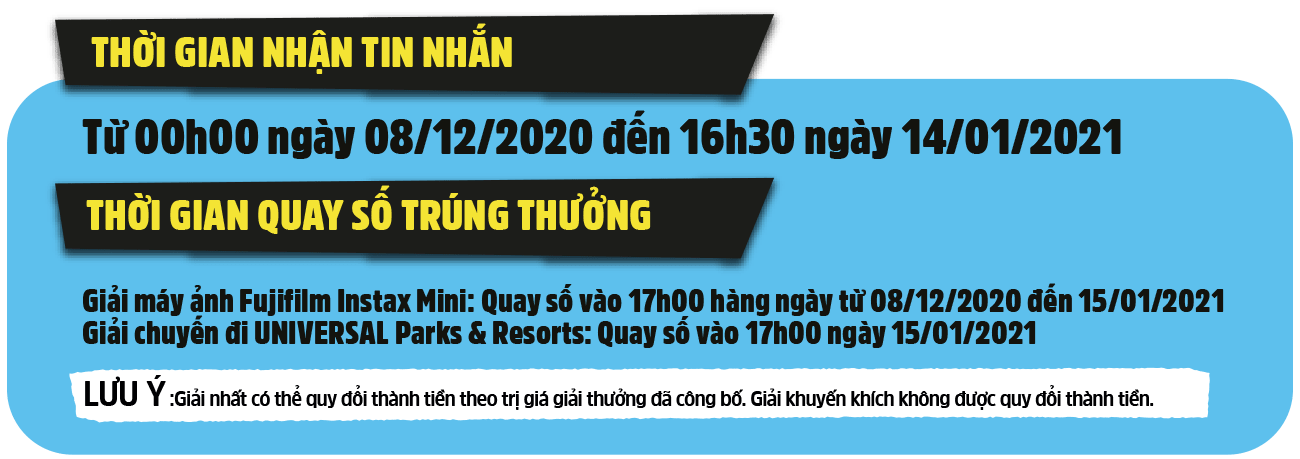 THỜI GIAN NHẬN TIN NHẮN
Từ 00h00 ngày 08/12/2020 đến 16h30 ngày 14/01/2021
THỜI GIAN QUAY SỐ TRÚNG THƯỞNG
Giải máy ảnh Fujifilm Instax Mini: Quay số vào 17h00 hàng ngày từ 08/12/2020 đến 15/01/2021
Giải chuyến đi UNIVERSAL Parks & Resorts: Quay số vào 17h00 ngày 15/01/2021
LƯU Ý :Giải nhất có thể quy đổi thành tiền theo trị giá giải thưởng đã công bố. Giải khuyến khích không được quy đổi thành tiền.